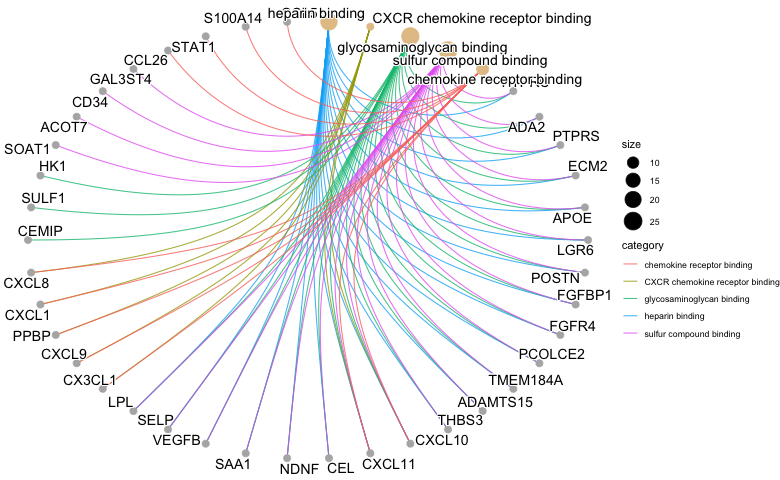 heparin binding
CXCR chemokine receptor binding
glycosaminoglycan binding
sulfur compound binding
chemokine receptor binding
S100A14
STAT1
CCL26
GAL3ST4
CD34
ACOT7
SOAT1
HK1
SULF1
CEMIP
CXCL8
CXCL1
PPBP
CXCL9
CX3CL1
LPL
SELP
VEGFB
SAA1
NDNF
CEL
CXCL11
CXCL10
THBS3
ADAMTS15
TMEM184A
PCOLCE2
FGFR4
FGFBP1
POSTN
LGR6
APOE
ECM2
PTPRS
ADA2
size
10
15
20
25
category
chemokine receptor binding
CXCR chemokine receptor binding
glycosaminoglycan binding
heparin binding
sulfur compound binding